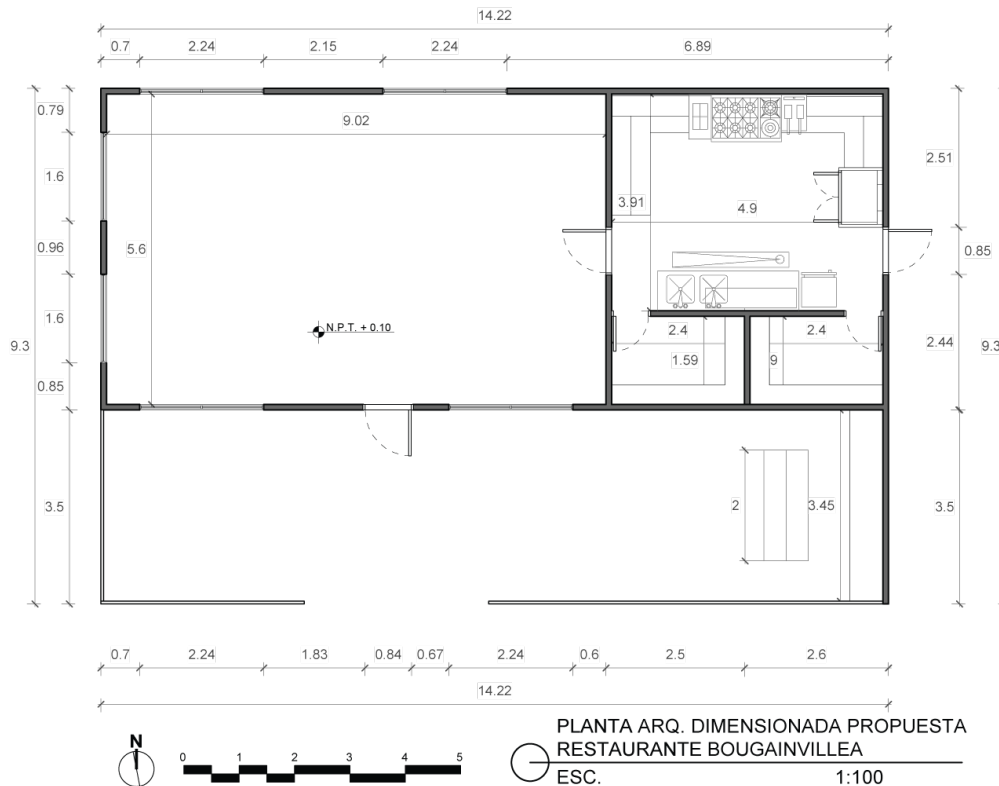 14.22
0.7 2.24 2.15 2.24 6.89
0.79
9.02
2.51
1.6
3.91 4.9
0.96 5.6 0.85
1.6
N.P.T. + 0.10
2.4 2.4
9.3 2.44 9.3
1.59 9
0.85
3.5 2 3.45 3.5
0.7 2.24 1.83 0.84 0.67 2.24 0.6 2.5 2.6
14.22
N
0 1 2 3 4 5
PLANTA ARQ. DIMENSIONADA PROPUESTA
RESTAURANTE BOUGAINVILLEA
ESC. 1:100